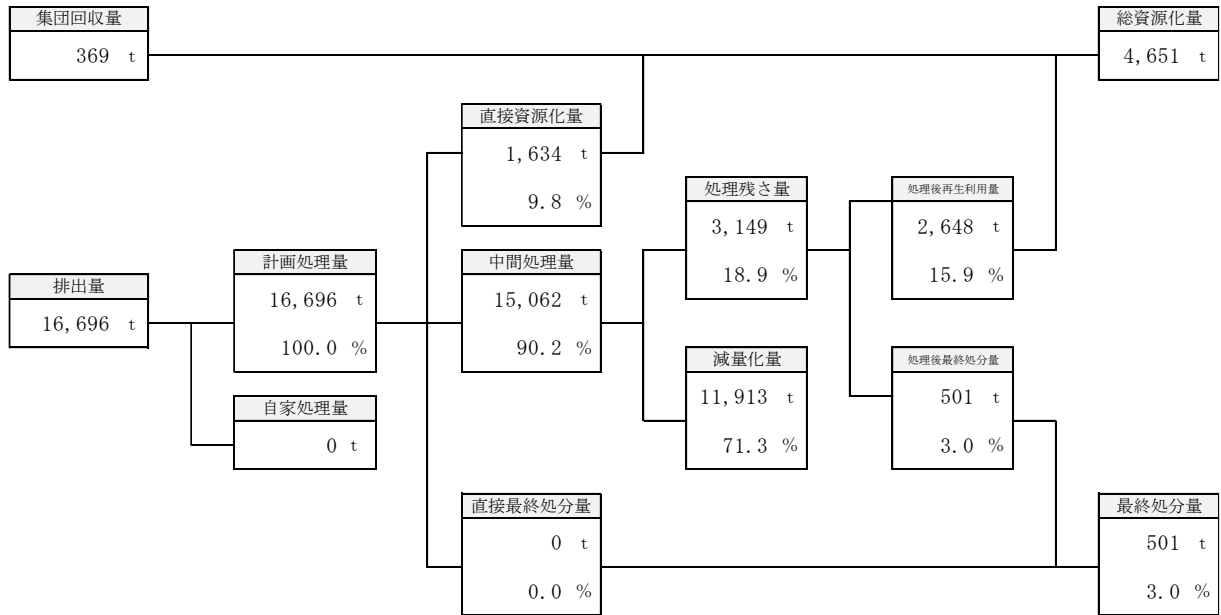 集団回収量
369 t
総資源化量
4,651 t
直接資源化量
1,634 t
9.8 %
処理残さ量
3,149 t
18.9 %
処理後再生利用量
2,648 t
15.9 %
排出量
16,696 t
計画処理量
16,696 t
100.0 %
中間処理量
15,062 t
90.2 %
減量化量
11,913 t
71.3 %
処理後最終処分量
501 t
3.0 %
自家処理量
0 t
直接最終処分量
0 t
0.0 %
最終処分量
501 t
3.0 %